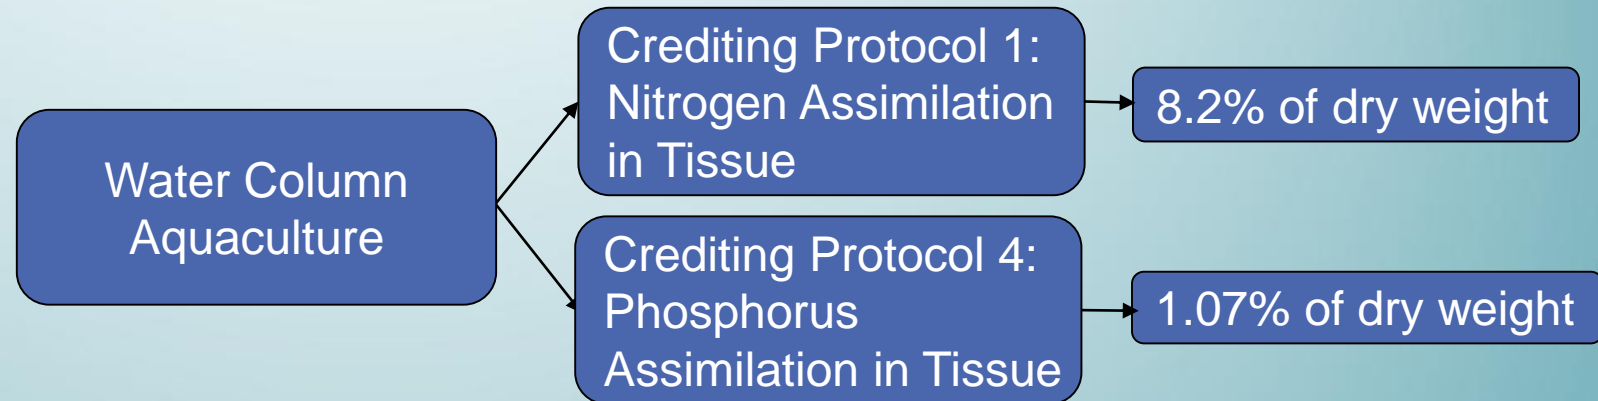 Water Column
Aquaculture
Crediting Protocol 1:
Nitrogen Assimilation
in Tissue
8.2% of dry weight
Crediting Protocol 4:
Phosphorus
Assimilation in Tissue
1.07% of dry weight